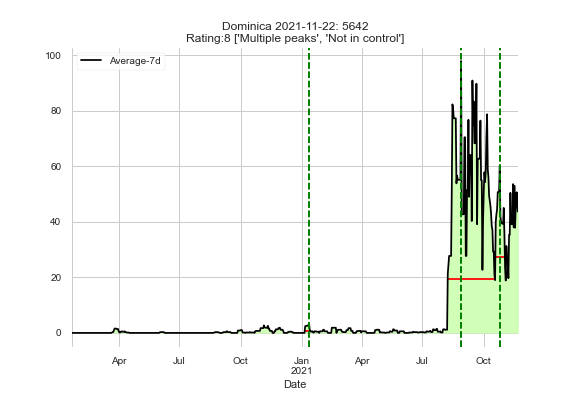 Dominica 2021-11-22: 5642
Rating:8 ['Multiple peaks', 'Not in control']
Average-7d
100
80
60
40
20
0
Apr Jul Oct Jan Apr Jul Oct
2021
Date